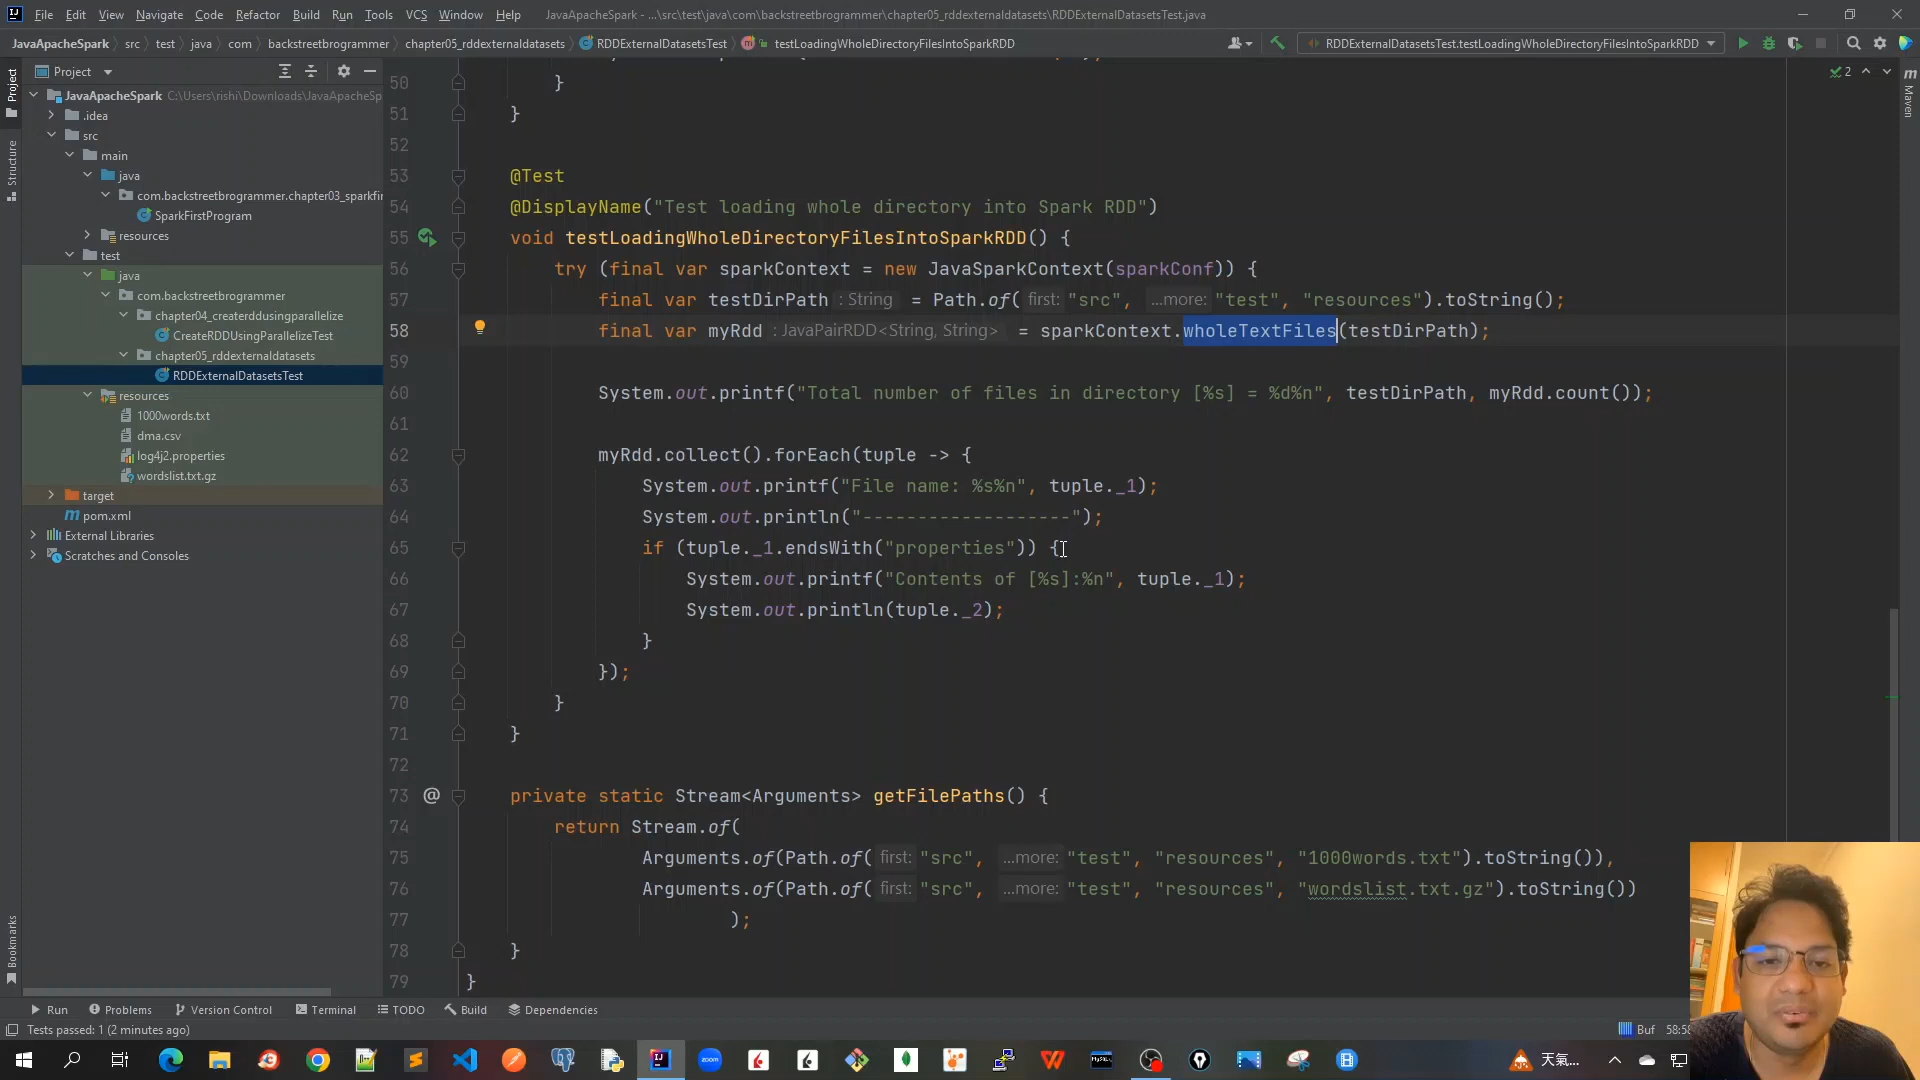 File Edit View Navigate Code Refactor Build Run Tools VCS Window Help JavaApacheSpark - ...\src\test\java\com\backstreetbrogrammer\chapter05_rddexternaldatasets\RDDExternalDatasetsTest.java
JavaApacheSpark src test java com backstreetbrogrammer chapter05_rddexternaldatasets RDDExternalDatasetsTest testLoadingWholeDirectoryFilesIntoSparkRDD RDDExternalDatasetsTest.testLoadingWholeDirectoryFilesIntoSparkRDD
Project
Project
Structure
Bookmarks
m Maven
2
JavaApacheSpark C:\Users\rishi\Downloads\JavaApacheSp
.idea
src
main
java
com.backstreetbrogrammer.chapter03_sparkfir
SparkFirstProgram
resources
test
java
com.backstreetbrogrammer
chapter04_createrddusingparallelize
CreateRDDUsingParallelizeTest
chapter05_rddexternaldatasets
RDDExternalDatasetsTest
resources
1000words.txt
dma.csv
log4j2.properties
wordslist.txt.gz
target
pom.xml
External Libraries
Scratches and Consoles
50 }
51 }
52
53 @Test
54 @DisplayName("Test loading whole directory into Spark RDD")
55 void testLoadingWholeDirectoryFilesIntoSparkRDD() {
56 try (final var sparkContext = new JavaSparkContext(sparkConf)) {
57 final var testDirPath : String = Path.of( first: "src", ...more: "test", "resources").toString();
58 final var myRdd : JavaPairRDD<String, String> = sparkContext.wholeTextFiles(testDirPath);
59
60 System.out.printf("Total number of files in directory [%s] = %d%n", testDirPath, myRdd.count());
61
62 myRdd.collect().forEach(tuple -> {
63 System.out.printf("File name: %s%n", tuple._1);
64 System.out.println("-------------------");
65 if (tuple._1.endsWith("properties")) {
66 System.out.printf("Contents of [%s]:%n", tuple._1);
67 System.out.println(tuple._2);
68 }
69 });
70 }
71 }
72
73 @ private static Stream<Arguments> getFilePaths() {
74 return Stream.of(
75 Arguments.of(Path.of( first: "src", ...more: "test", "resources", "1000words.txt").toString()),
76 Arguments.of(Path.of( first: "src", ...more: "test", "resources", "wordslist.txt.gz").toString())
77 );
78 }
79 }
Run Problems Version Control Terminal TODO Build Dependencies
Tests passed: 1 (2 minutes ago) Buf 58:58
zoom 天氣...